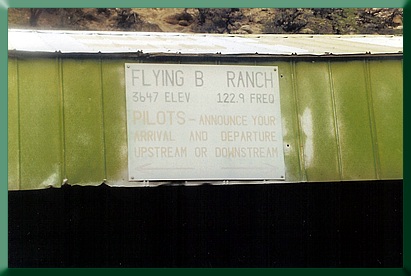 FLYING B RANCH
3647 ELEV 122.9 FREQ
PILOTS-ANNOUNCE YOUR
ARRIVAL AND DEPARTURE
UPSTREAM OR DOWNSTREAM